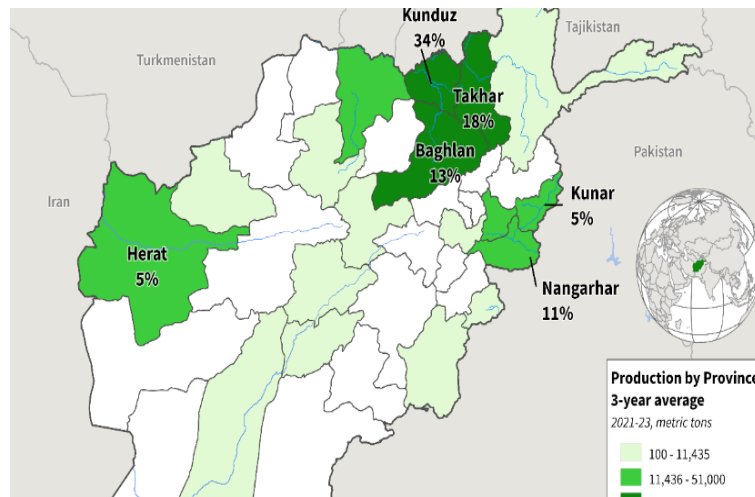 Kunduz
34%
Tajikistan
Turkmenistan
Takhar
18%
Baghlan
13%
Pakistan
Iran
Kunar
5%
Herat
5%
Nangarhar
11%
Production by Province
3-year average
2021-23, metric tons
100 - 11,435
11,436 - 51,000